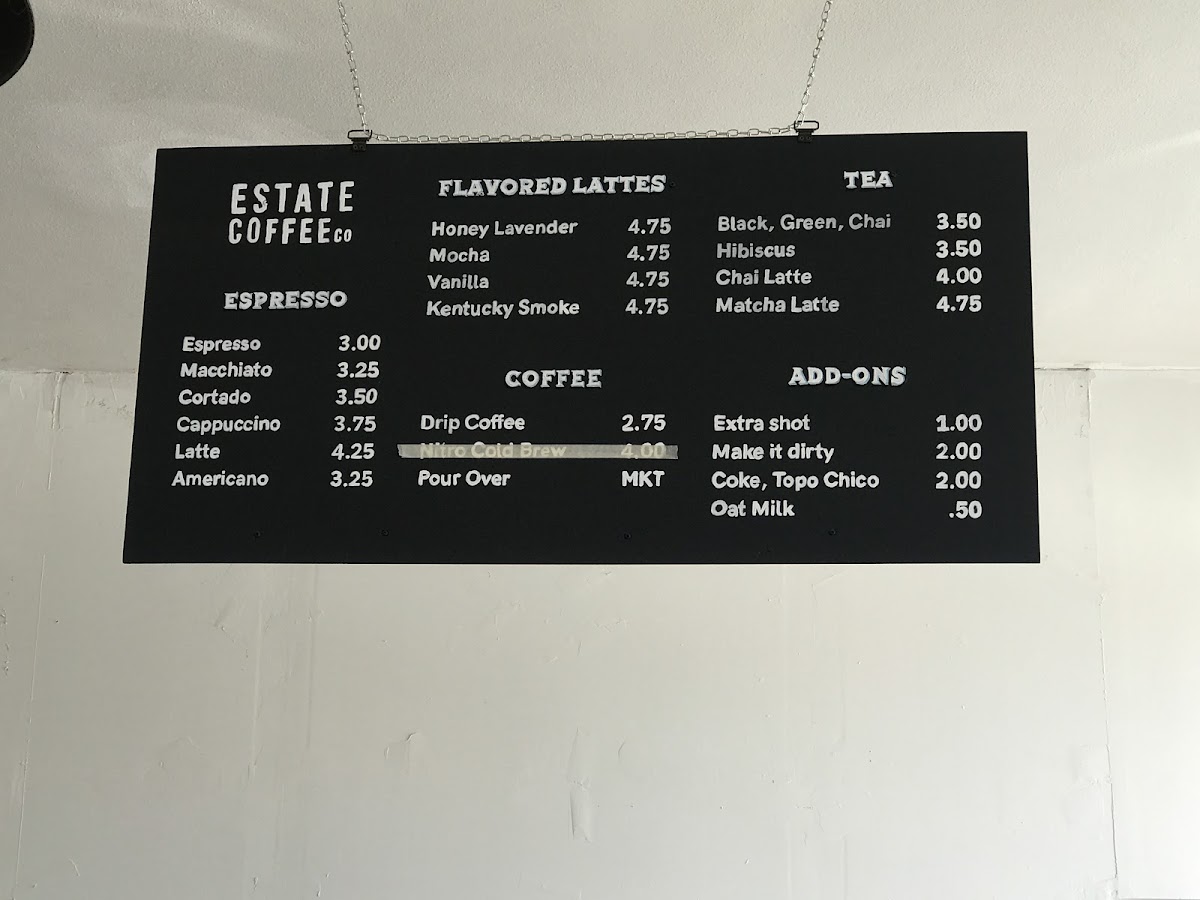 ESTATE
COFFEE CO
ESPRESSO
Espresso 3.00
Macchiato 3.25
Cortado 3.50
Cappuccino 3.75
Latte 4.25
Americano 3.25
FLAVORED LATTES
Honey Lavender 4.75
Mocha 4.75
Vanilla 4.75
Kentucky Smoke 4.75
COFFEE
Drip Coffee 2.75
Nitro Cold Brew 4.00
Pour Over MKT
TEA
Black, Green, Chai 3.50
Hibiscus 3.50
Chai Latte 4.00
Matcha Latte 4.75
ADD-ONS
Extra shot 1.00
Make it dirty 2.00
Coke, Topo Chico 2.00
Oat Milk .50